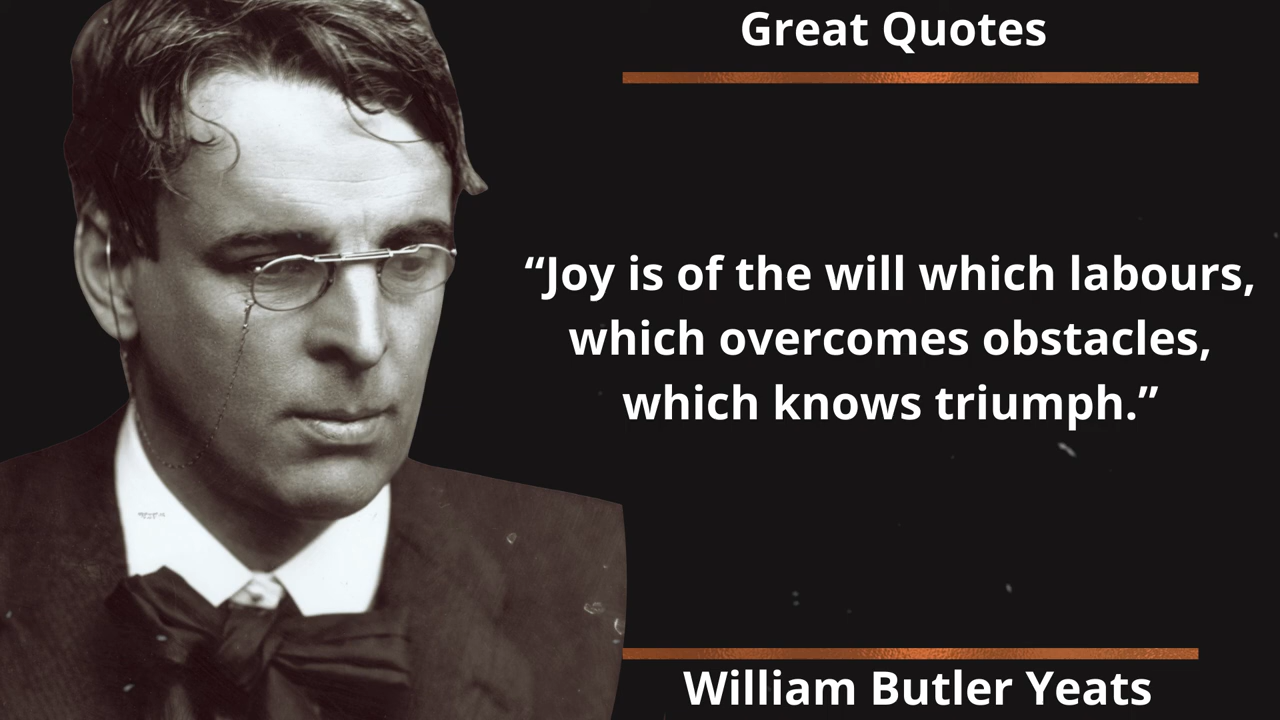 Great Quotes
“Joy is of the will which labours,
which overcomes obstacles,
which knows triumph.”
William Butler Yeats